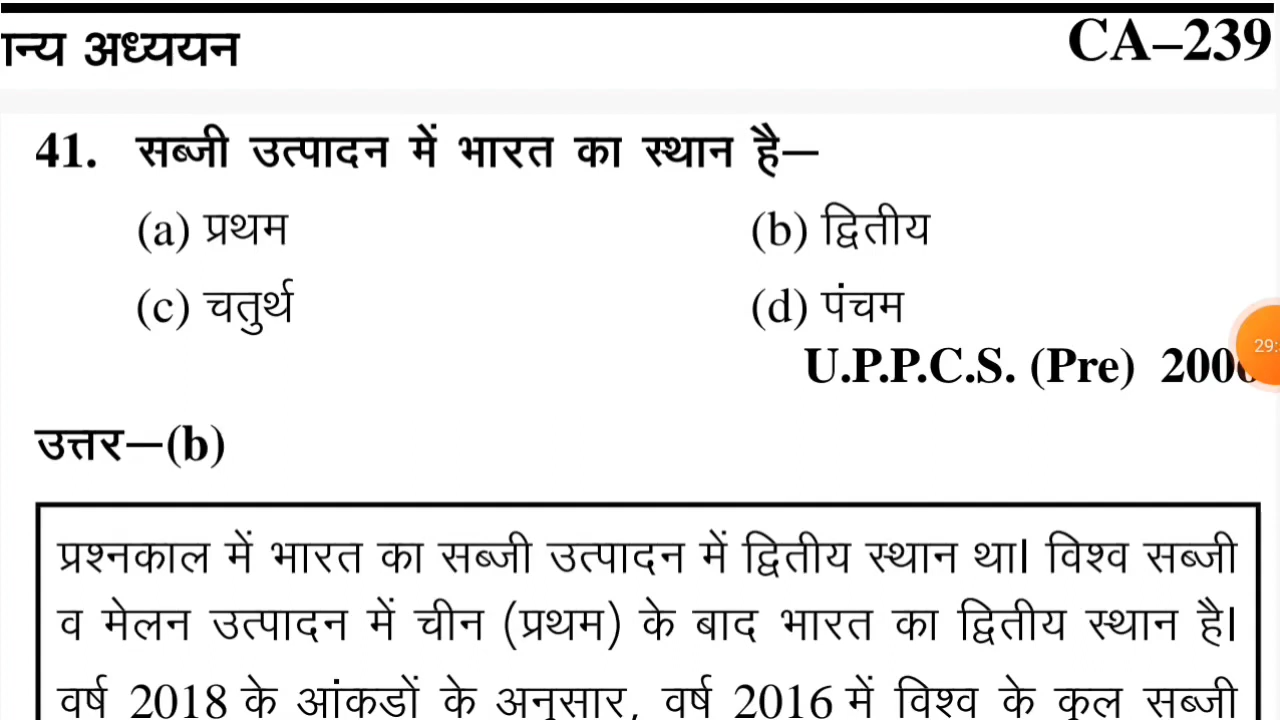 ान्य अध्ययन CA–239
41. सब्जी उत्पादन में भारत का स्थान है—
(a) प्रथम (b) द्वितीय
(c) चतुर्थ (d) पंचम
U.P.P.C.S. (Pre)
उत्तर—(b)
प्रश्नकाल में भारत का सब्जी उत्पादन में द्वितीय स्थान था। विश्व सब्जी
व मेलन उत्पादन में चीन (प्रथम) के बाद भारत का द्वितीय स्थान है।
वर्ष 2018 के आंकडों के अनुसार, वर्ष 2016 में विश्व के कुल सब्जी